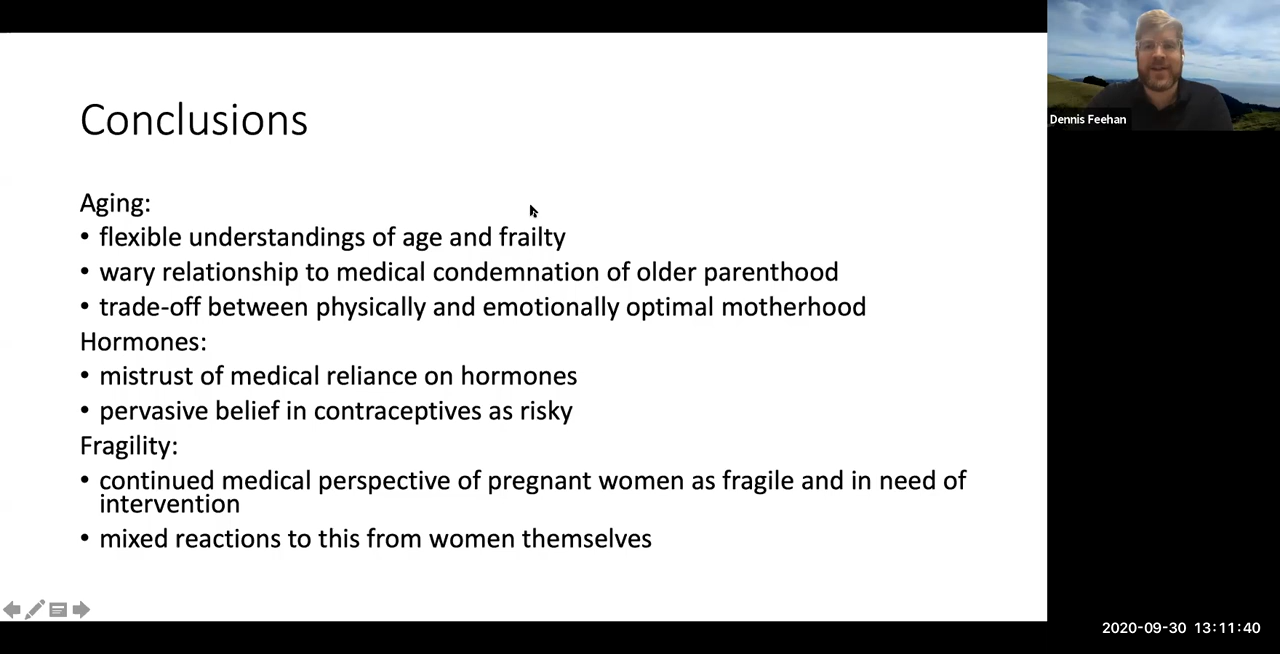 Conclusions
Aging:
• flexible understandings of age and frailty
• wary relationship to medical condemnation of older parenthood
• trade-off between physically and emotionally optimal motherhood
Hormones:
• mistrust of medical reliance on hormones
• pervasive belief in contraceptives as risky
Fragility:
• continued medical perspective of pregnant women as fragile and in need of
intervention
• mixed reactions to this from women themselves
Dennis Feehan
2020-09-30 13:11:40